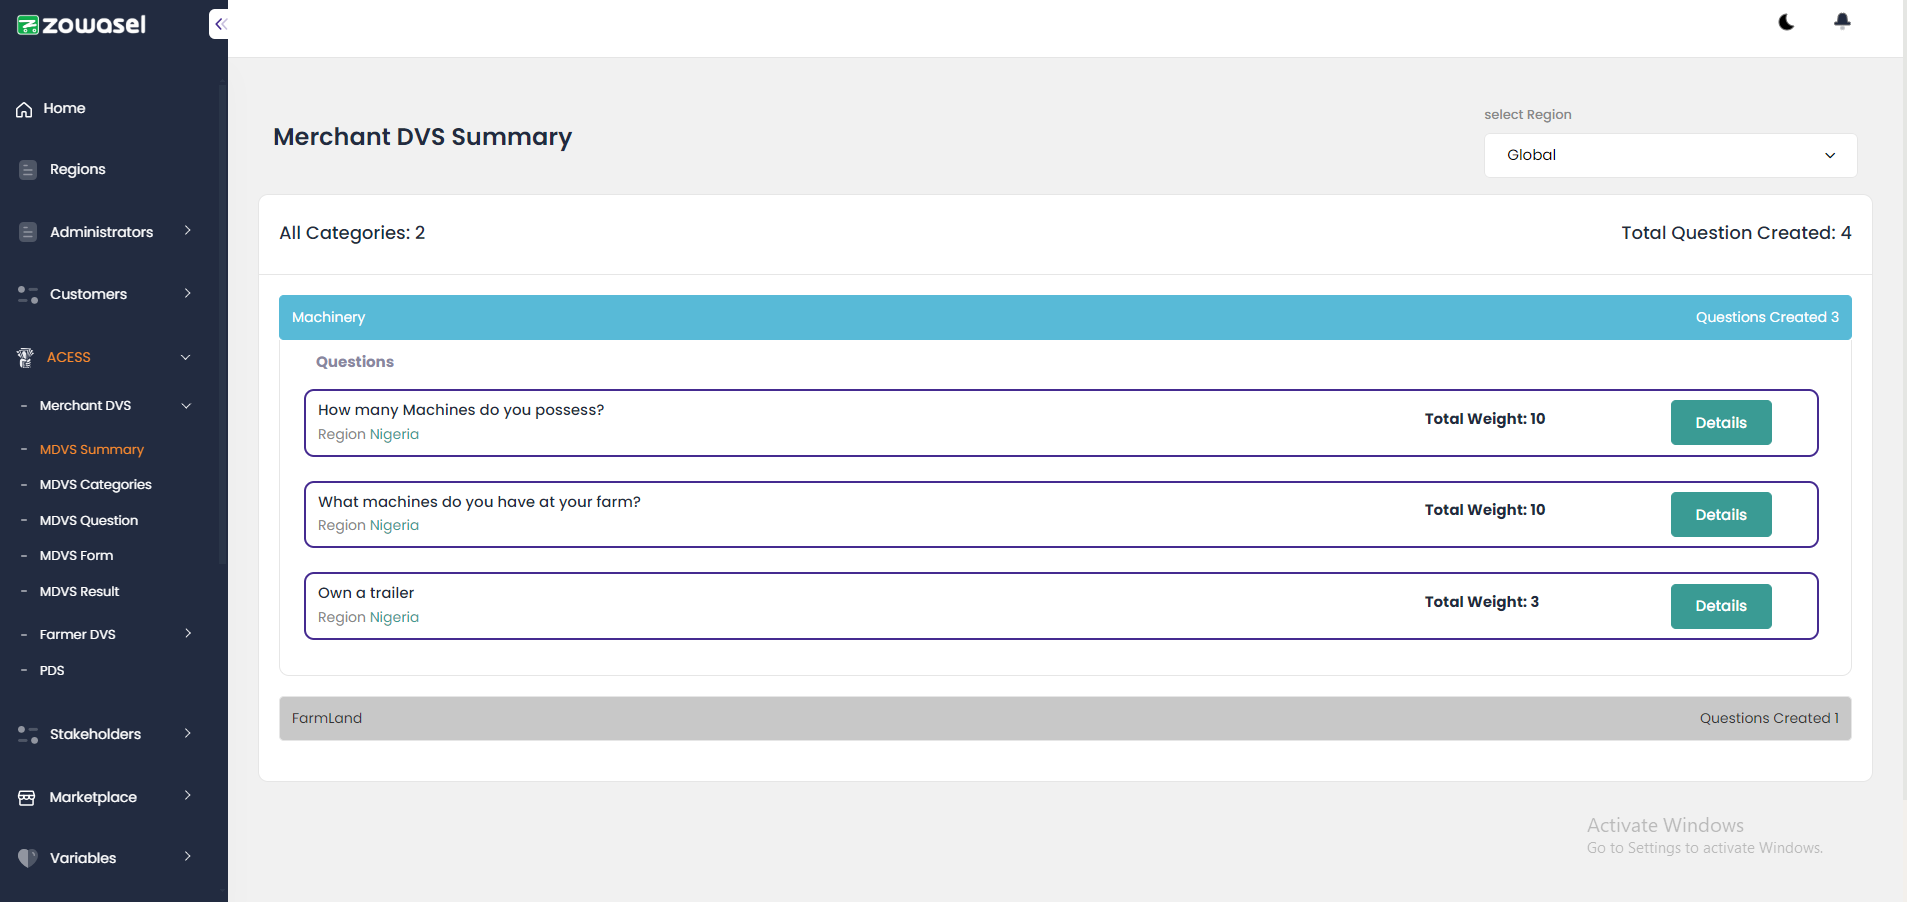 zowasel
Home
Regions
Administrators
Customers
ACESS
- Merchant DVS
- MDVS Summary
- MDVS Categories
- MDVS Question
- MDVS Form
- MDVS Result
- Farmer DVS
- PDS
Stakeholders
Marketplace
Variables
Merchant DVS Summary
select Region
Global
All Categories: 2
Total Question Created: 4
Machinery
Questions Created 3
Questions
How many Machines do you possess?
Region Nigeria
Total Weight: 10
Details
What machines do you have at your farm?
Region Nigeria
Total Weight: 10
Details
Own a trailer
Region Nigeria
Total Weight: 3
Details
FarmLand
Questions Created 1
Activate Windows
Go to Settings to activate Windows.